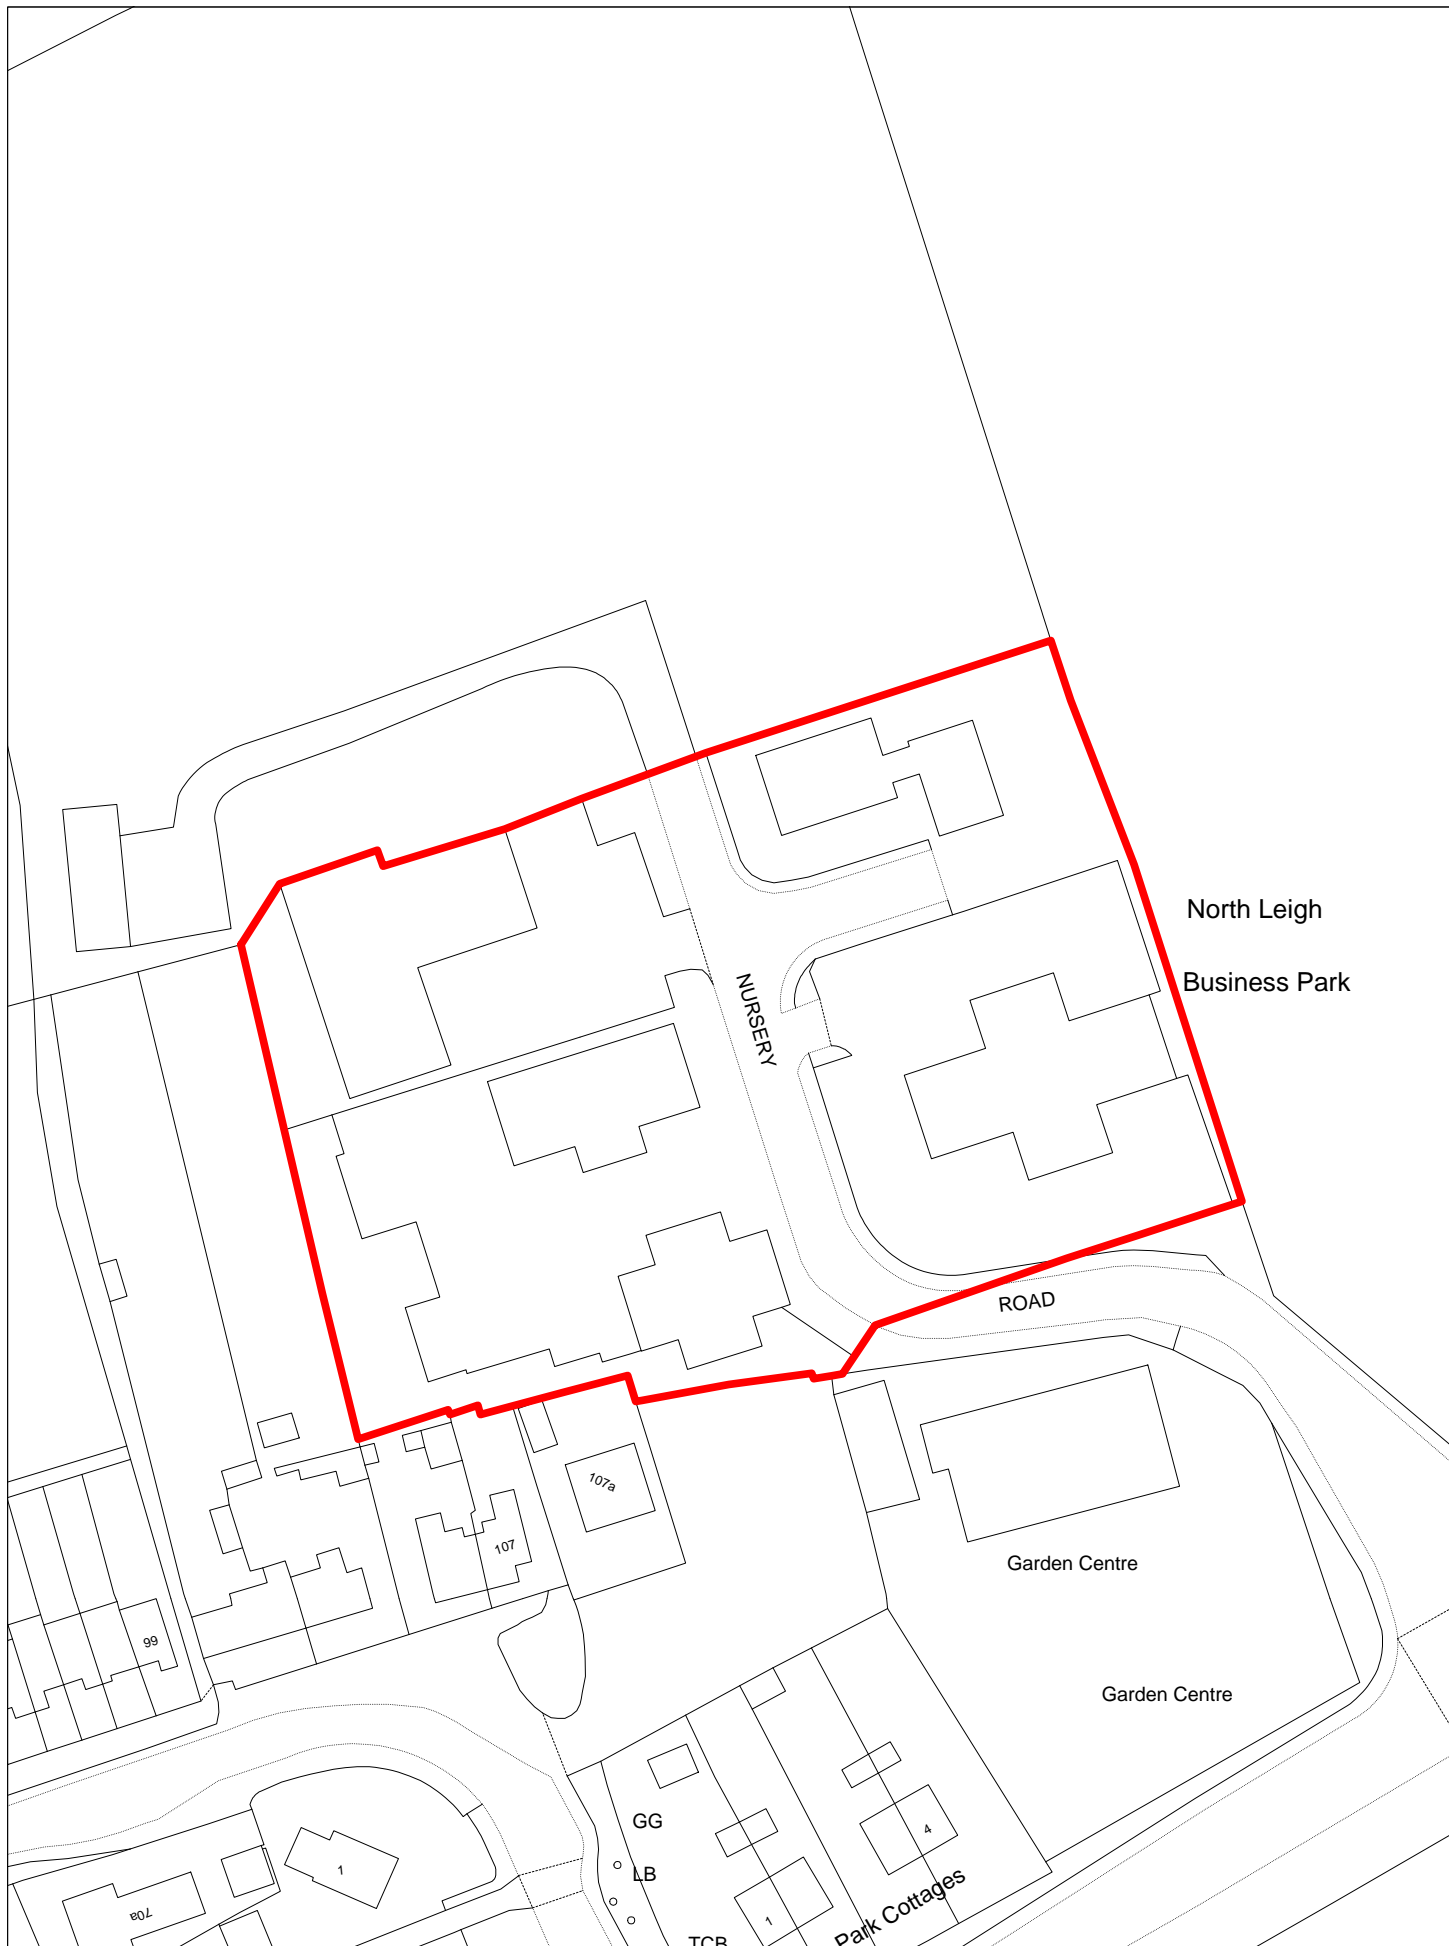 North Leigh
Business Park
NURSERY
ROAD
107a
107
Garden Centre
99
Garden Centre
GG
4
LB
1
70a
1
Park Cottages
TCB